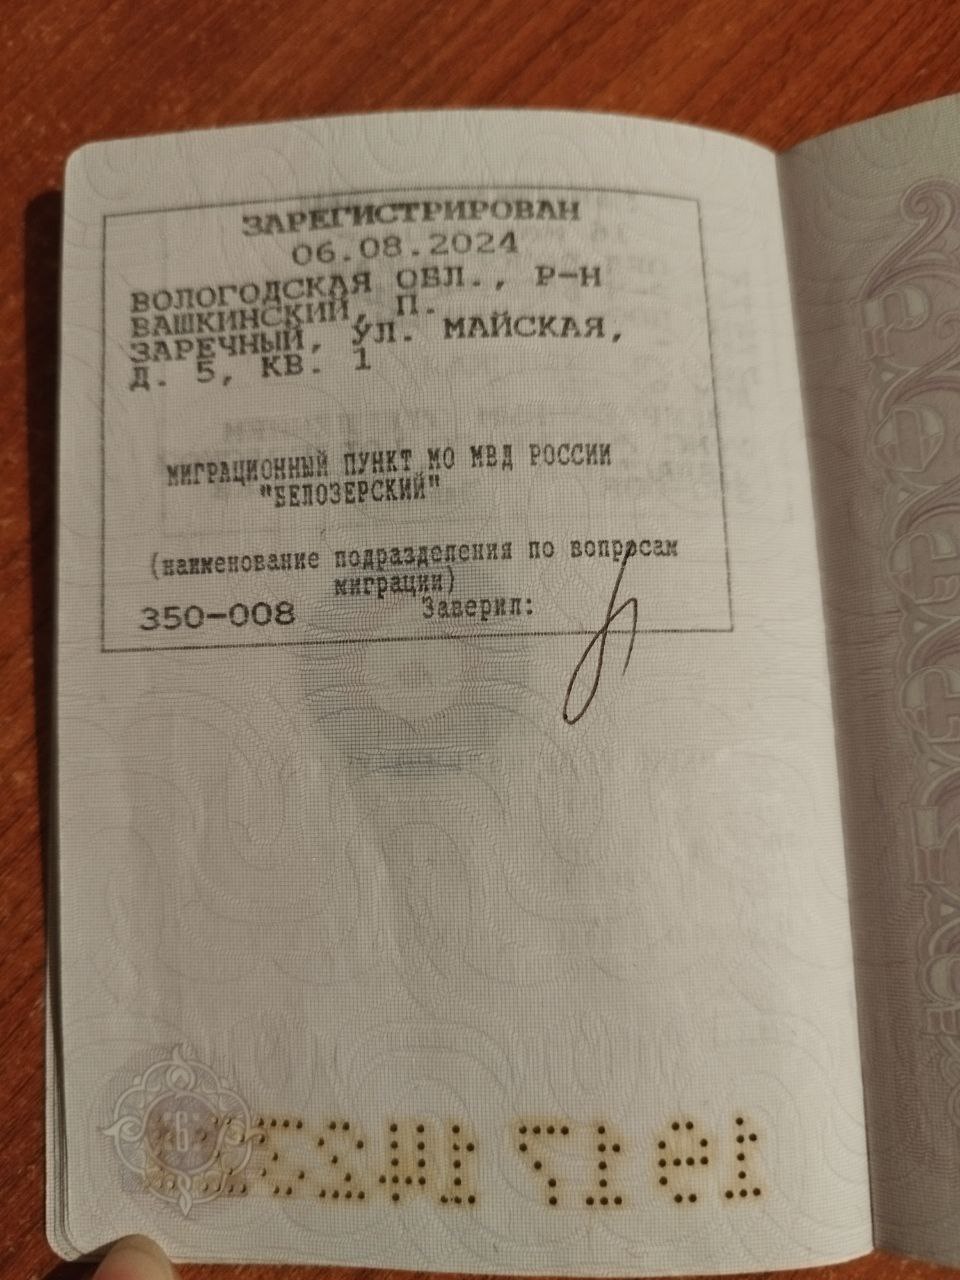 ЗАРЕГИСТРИРОВАН
06.08.2024
ВОЛОГОДСКАЯ ОБЛ., Р-Н
ВАШКИНСКИЙ, П.
ЗАРЕЧНЫЙ, УЛ. МАЙСКАЯ,
Д. 5, КВ. 1
МИГРАЦИОННЫЙ ПУНКТ МО МВД РОССИИ
"БЕЛОЗЕРСКИЙ"
(наименование подразделения по вопросам
миграции)
350-008 Заверил:
6